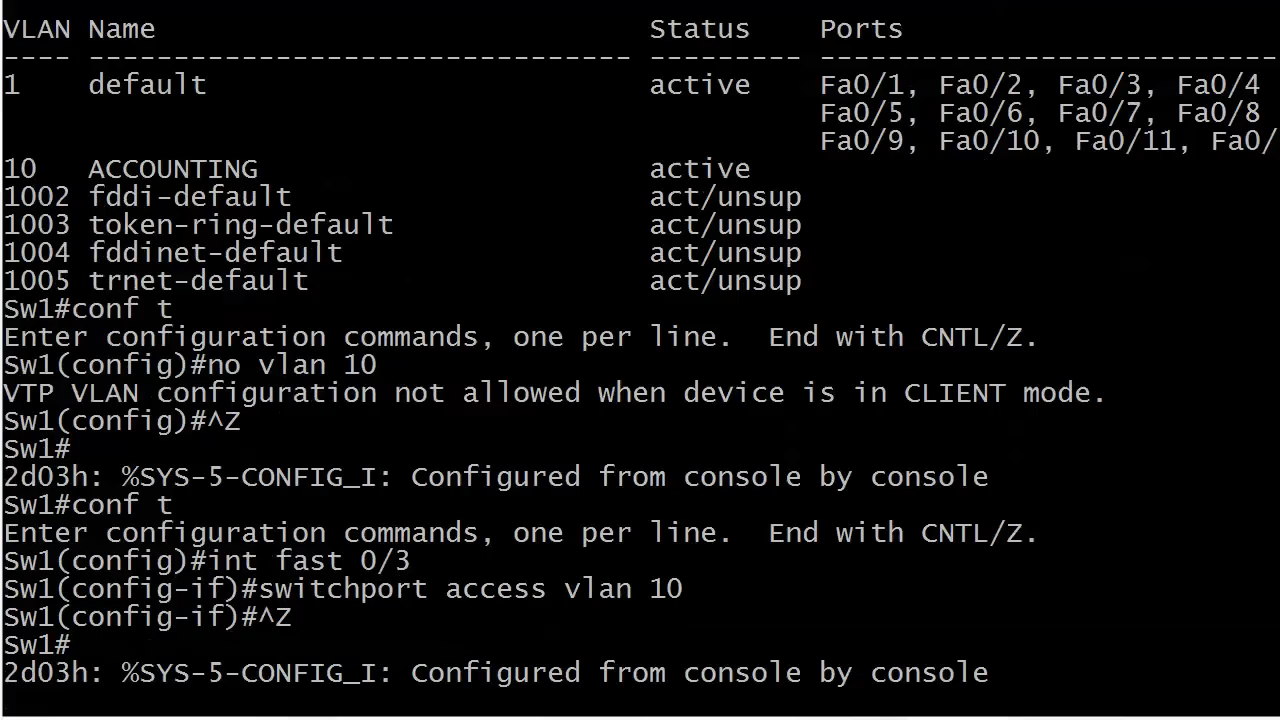 VLAN Name                             Status    Ports
---- -------------------------------- --------- ---------------------------
1    default                          active    Fa0/1, Fa0/2, Fa0/3, Fa0/4
                                                Fa0/5, Fa0/6, Fa0/7, Fa0/8
                                                Fa0/9, Fa0/10, Fa0/11, Fa0/
10   ACCOUNTING                       active
1002 fddi-default                     act/unsup
1003 token-ring-default               act/unsup
1004 fddinet-default                  act/unsup
1005 trnet-default                    act/unsup
Sw1#conf t
Enter configuration commands, one per line.  End with CNTL/Z.
Sw1(config)#no vlan 10
VTP VLAN configuration not allowed when device is in CLIENT mode.
Sw1(config)#^Z
Sw1#
2d03h: %SYS-5-CONFIG_I: Configured from console by console
Sw1#conf t
Enter configuration commands, one per line.  End with CNTL/Z.
Sw1(config)#int fast 0/3
Sw1(config-if)#switchport access vlan 10
Sw1(config-if)#^Z
Sw1#
2d03h: %SYS-5-CONFIG_I: Configured from console by console